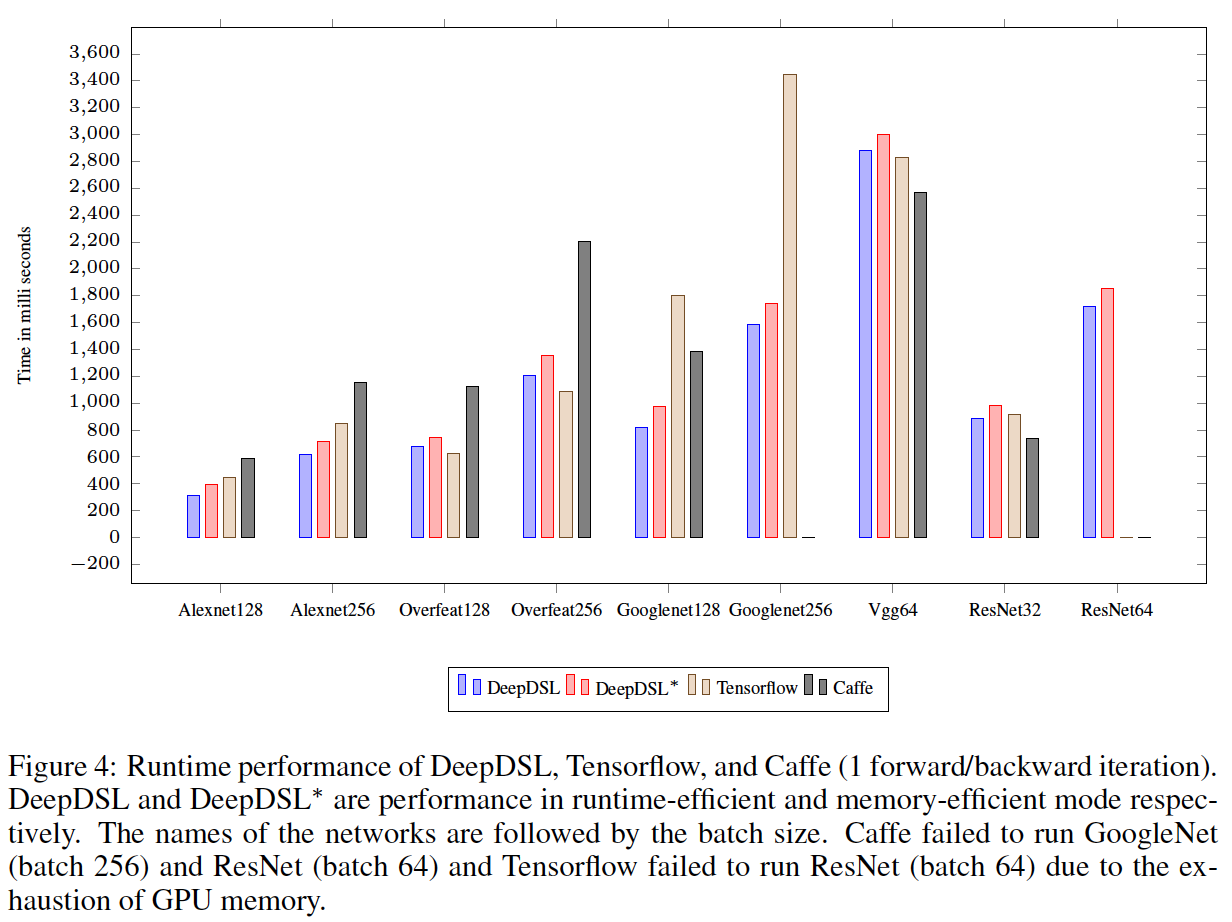 3,600
3,400
3,200
3,000
2,800
2,600
2,400
2,200
2,000
1,800
1,600
1,400
1,200
1,000
800
600
400
200
0
−200
Time in milli seconds
Alexnet128 Alexnet256 Overfeat128 Overfeat256 Googlenet128 Googlenet256 Vgg64 ResNet32 ResNet64
DeepDSL DeepDSL* Tensorflow Caffe
Figure 4: Runtime performance of DeepDSL, Tensorflow, and Caffe (1 forward/backward iteration).
DeepDSL and DeepDSL* are performance in runtime-efficient and memory-efficient mode respec-
tively. The names of the networks are followed by the batch size. Caffe failed to run GoogleNet
(batch 256) and ResNet (batch 64) and Tensorflow failed to run ResNet (batch 64) due to the ex-
haustion of GPU memory.